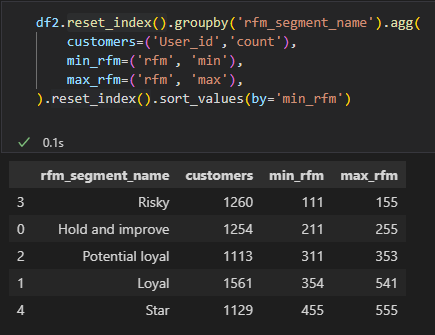 df2.reset_index().groupby('rfm_segment_name').agg(
    customers=('User_id','count'),
    min_rfm=('rfm', 'min'),
    max_rfm=('rfm', 'max'),
).reset_index().sort_values(by='min_rfm')
0.1s
rfm_segment_name customers min_rfm max_rfm
3 Risky 1260 111 155
0 Hold and improve 1254 211 255
2 Potential loyal 1113 311 353
1 Loyal 1561 354 541
4 Star 1129 455 555